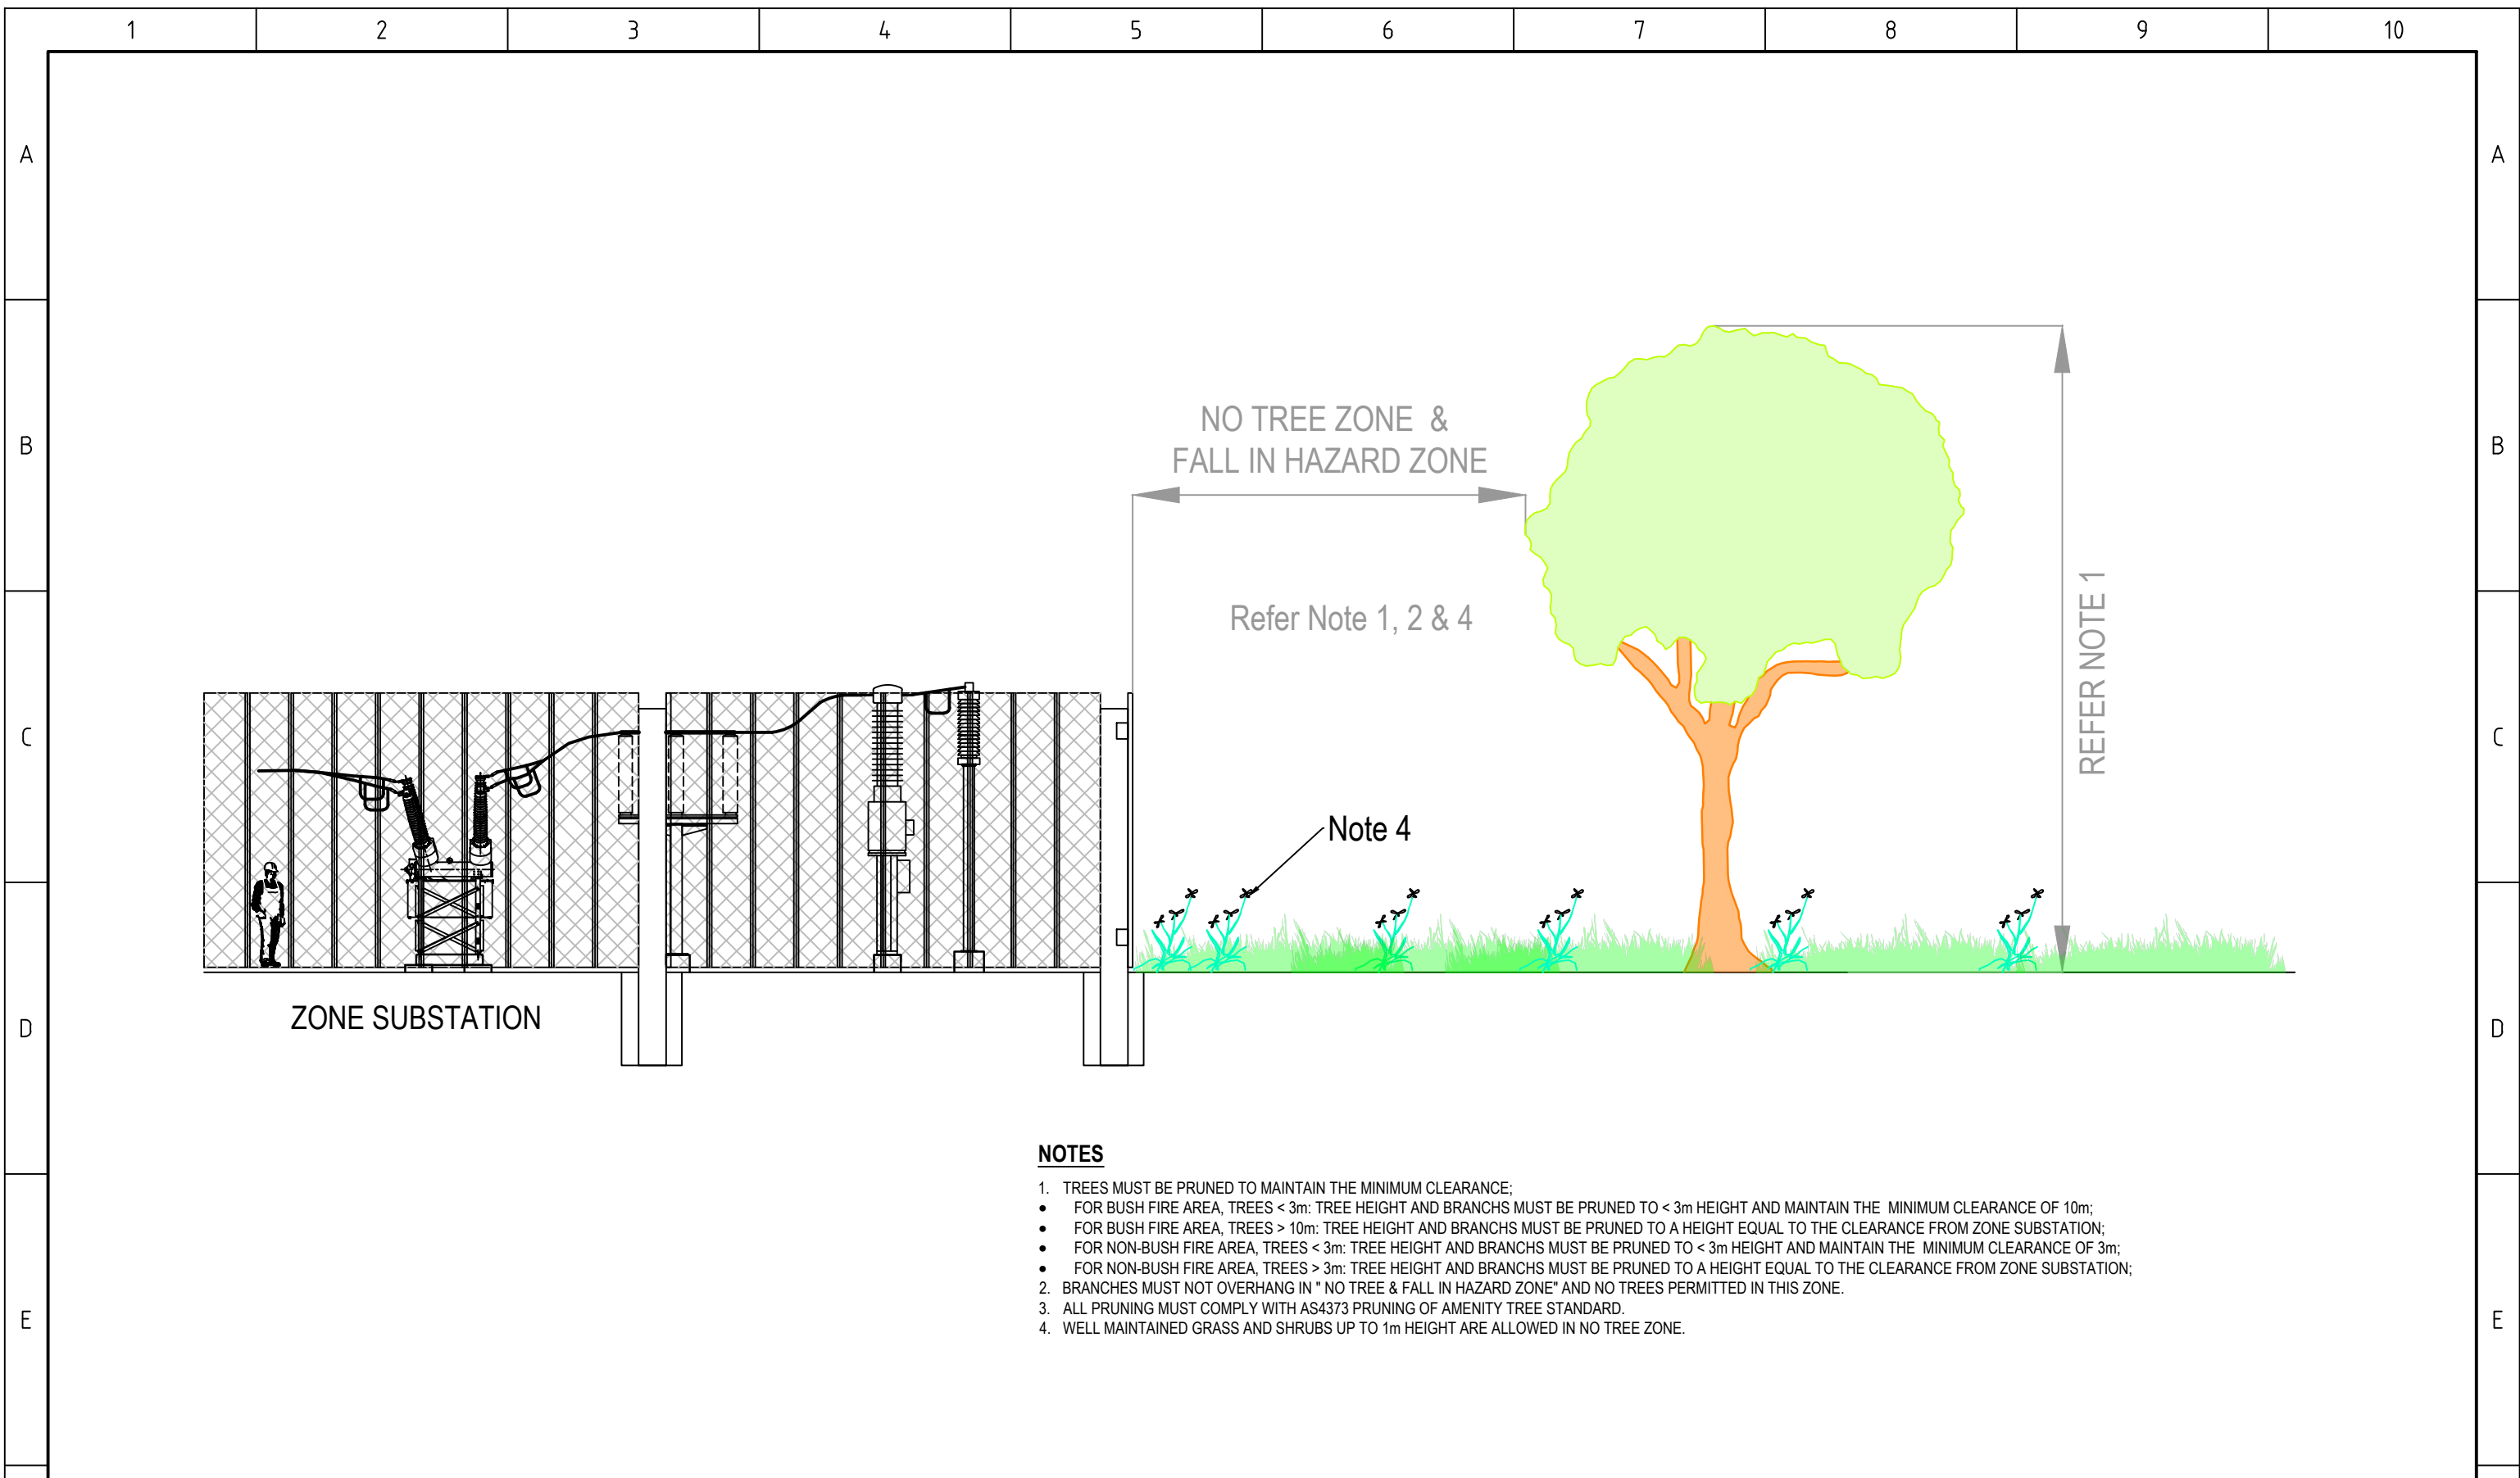 1 2 3 4 5 6 7 8 9 10
A A
B B
NO TREE ZONE &
FALL IN HAZARD ZONE
Refer Note 1, 2 & 4
REFER NOTE 1
C C
Note 4
ZONE SUBSTATION
D D
NOTES
1. TREES MUST BE PRUNED TO MAINTAIN THE MINIMUM CLEARANCE;
• FOR BUSH FIRE AREA, TREES < 3m: TREE HEIGHT AND BRANCHS MUST BE PRUNED TO < 3m HEIGHT AND MAINTAIN THE MINIMUM CLEARANCE OF 10m;
• FOR BUSH FIRE AREA, TREES > 10m: TREE HEIGHT AND BRANCHS MUST BE PRUNED TO A HEIGHT EQUAL TO THE CLEARANCE FROM ZONE SUBSTATION;
• FOR NON-BUSH FIRE AREA, TREES < 3m: TREE HEIGHT AND BRANCHS MUST BE PRUNED TO < 3m HEIGHT AND MAINTAIN THE MINIMUM CLEARANCE OF 3m;
• FOR NON-BUSH FIRE AREA, TREES > 3m: TREE HEIGHT AND BRANCHS MUST BE PRUNED TO A HEIGHT EQUAL TO THE CLEARANCE FROM ZONE SUBSTATION;
2. BRANCHES MUST NOT OVERHANG IN " NO TREE & FALL IN HAZARD ZONE" AND NO TREES PERMITTED IN THIS ZONE.
3. ALL PRUNING MUST COMPLY WITH AS4373 PRUNING OF AMENITY TREE STANDARD.
4. WELL MAINTAINED GRASS AND SHRUBS UP TO 1m HEIGHT ARE ALLOWED IN NO TREE ZONE.
E E